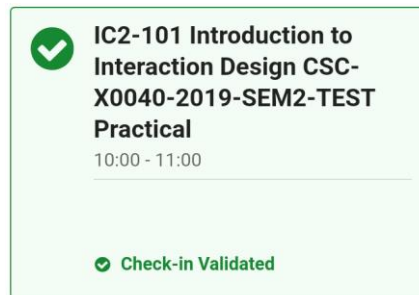 IC2-101 Introduction to
Interaction Design CSC-
X0040-2019-SEM2-TEST
Practical
10:00 - 11:00
Check-in Validated